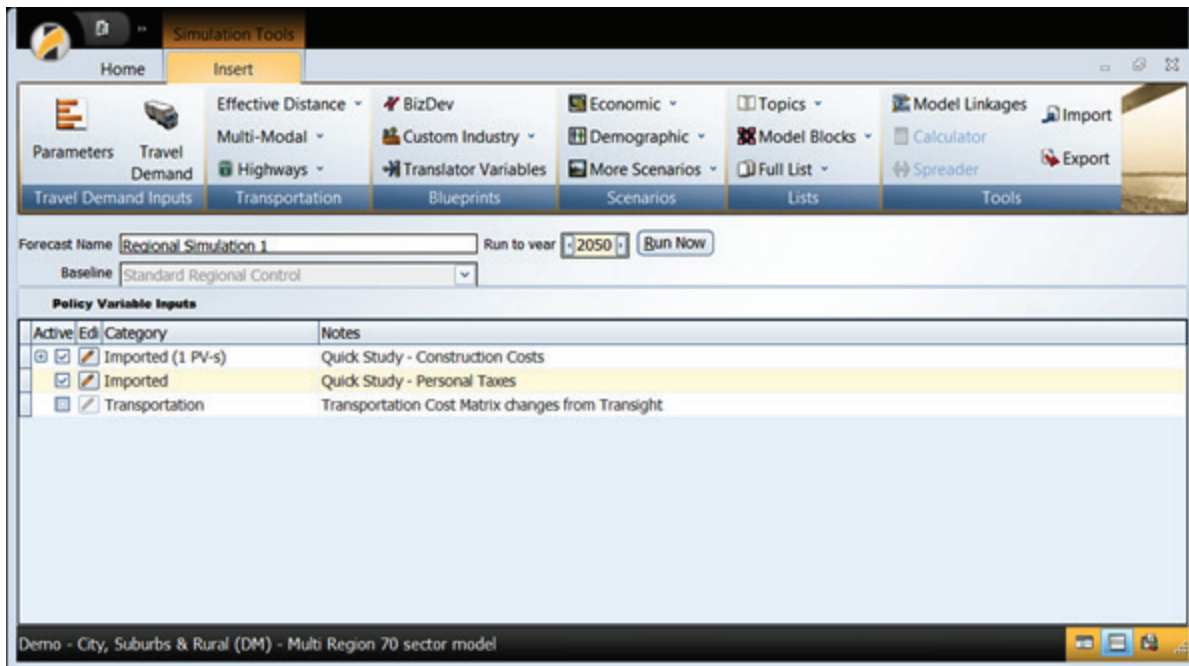 Simulation Tools
Home Insert
Effective Distance BizDev Economic Topics Model Linkages Import
Multi-Modal Custom Industry Demographic Model Blocks Calculator
Parameters Travel Demand Highways Translator Variables More Scenarios Full List Spreader Export
Travel Demand Inputs Transportation Blueprints Scenarios Lists Tools
Forecast Name Regional Simulation 1 Run to year 2050 Run Now
Baseline Standard Regional Control
Policy Variable Inputs
Active Edi Category Notes
Imported (1 PV-s) Quick Study - Construction Costs
Imported Quick Study - Personal Taxes
Transportation Transportation Cost Matrix changes from Transight
Demo - City, Suburbs & Rural (DM) - Multi Region 70 sector model